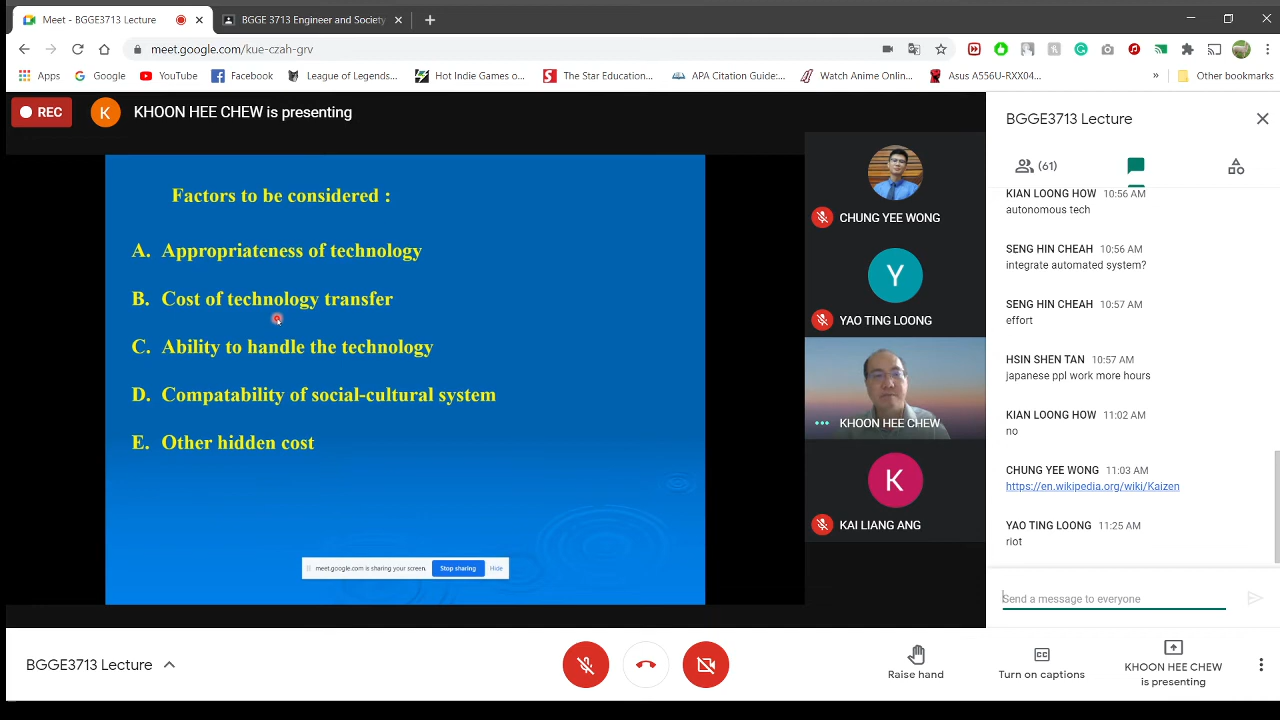 Meet - BGGE3713 Lecture
BGGE 3713 Engineer and Society
meet.google.com/kue-czah-grv
Apps
Google
YouTube
Facebook
League of Legends...
Hot Indie Games o...
The Star Education...
APA Citation Guide:...
Watch Anime Onlin...
Asus A556U-RXX04...
»
Other bookmarks
REC
K
KHOON HEE CHEW is presenting
Factors to be considered :
A. Appropriateness of technology
B. Cost of technology transfer
C. Ability to handle the technology
D. Compatability of social-cultural system
E. Other hidden cost
meet.google.com is sharing your screen.
Stop sharing
Hide
CHUNG YEE WONG
Y
YAO TING LOONG
KHOON HEE CHEW
K
KAI LIANG ANG
BGGE3713 Lecture
(61)
KIAN LOONG HOW 10:56 AM
autonomous tech
SENG HIN CHEAH 10:56 AM
integrate automated system?
SENG HIN CHEAH 10:57 AM
effort
HSIN SHEN TAN 10:57 AM
japanese ppl work more hours
KIAN LOONG HOW 11:02 AM
no
CHUNG YEE WONG 11:03 AM
https://en.wikipedia.org/wiki/Kaizen
YAO TING LOONG 11:25 AM
riot
Send a message to everyone
BGGE3713 Lecture
Raise hand
Turn on captions
KHOON HEE CHEW
is presenting